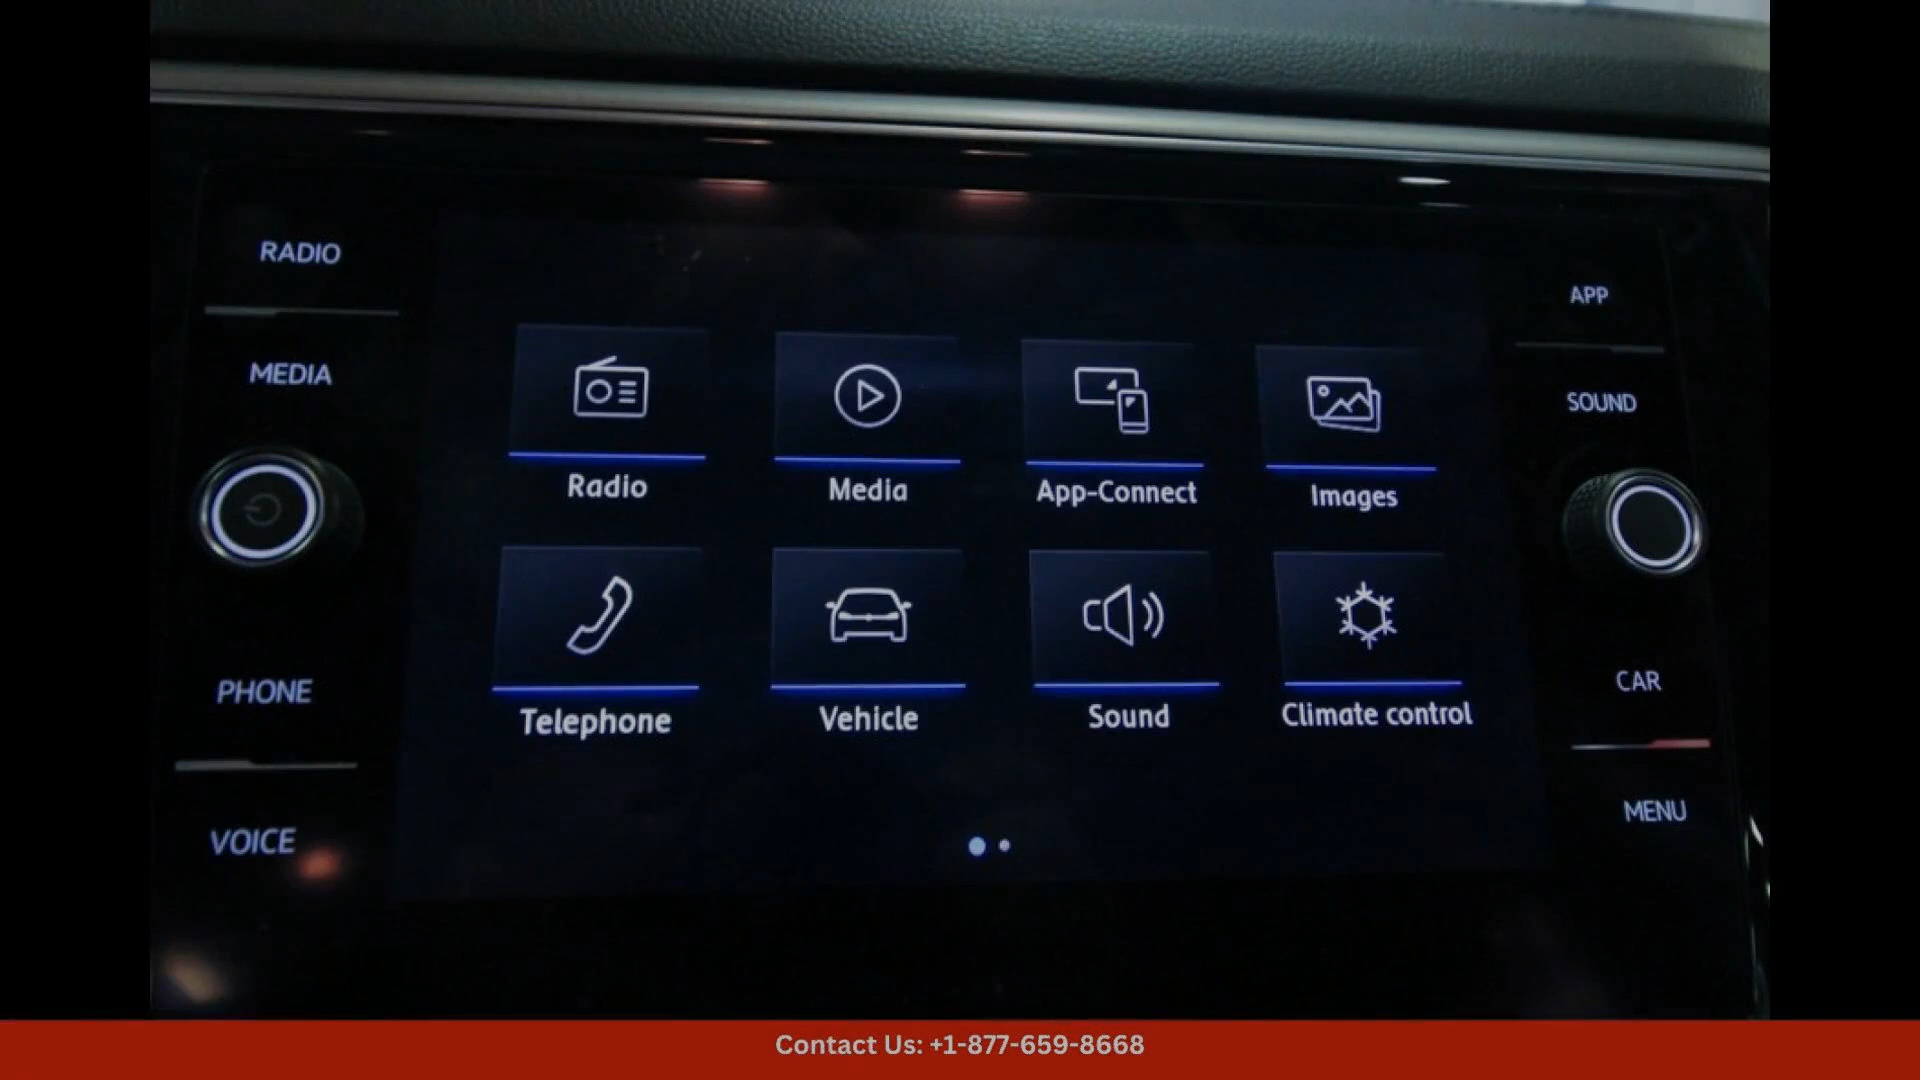 RADIO
MEDIA
PHONE
VOICE
Radio
Media
App-Connect
Images
Telephone
Vehicle
Sound
Climate control
APP
SOUND
CAR
MENU
Contact Us: +1-877-659-8668